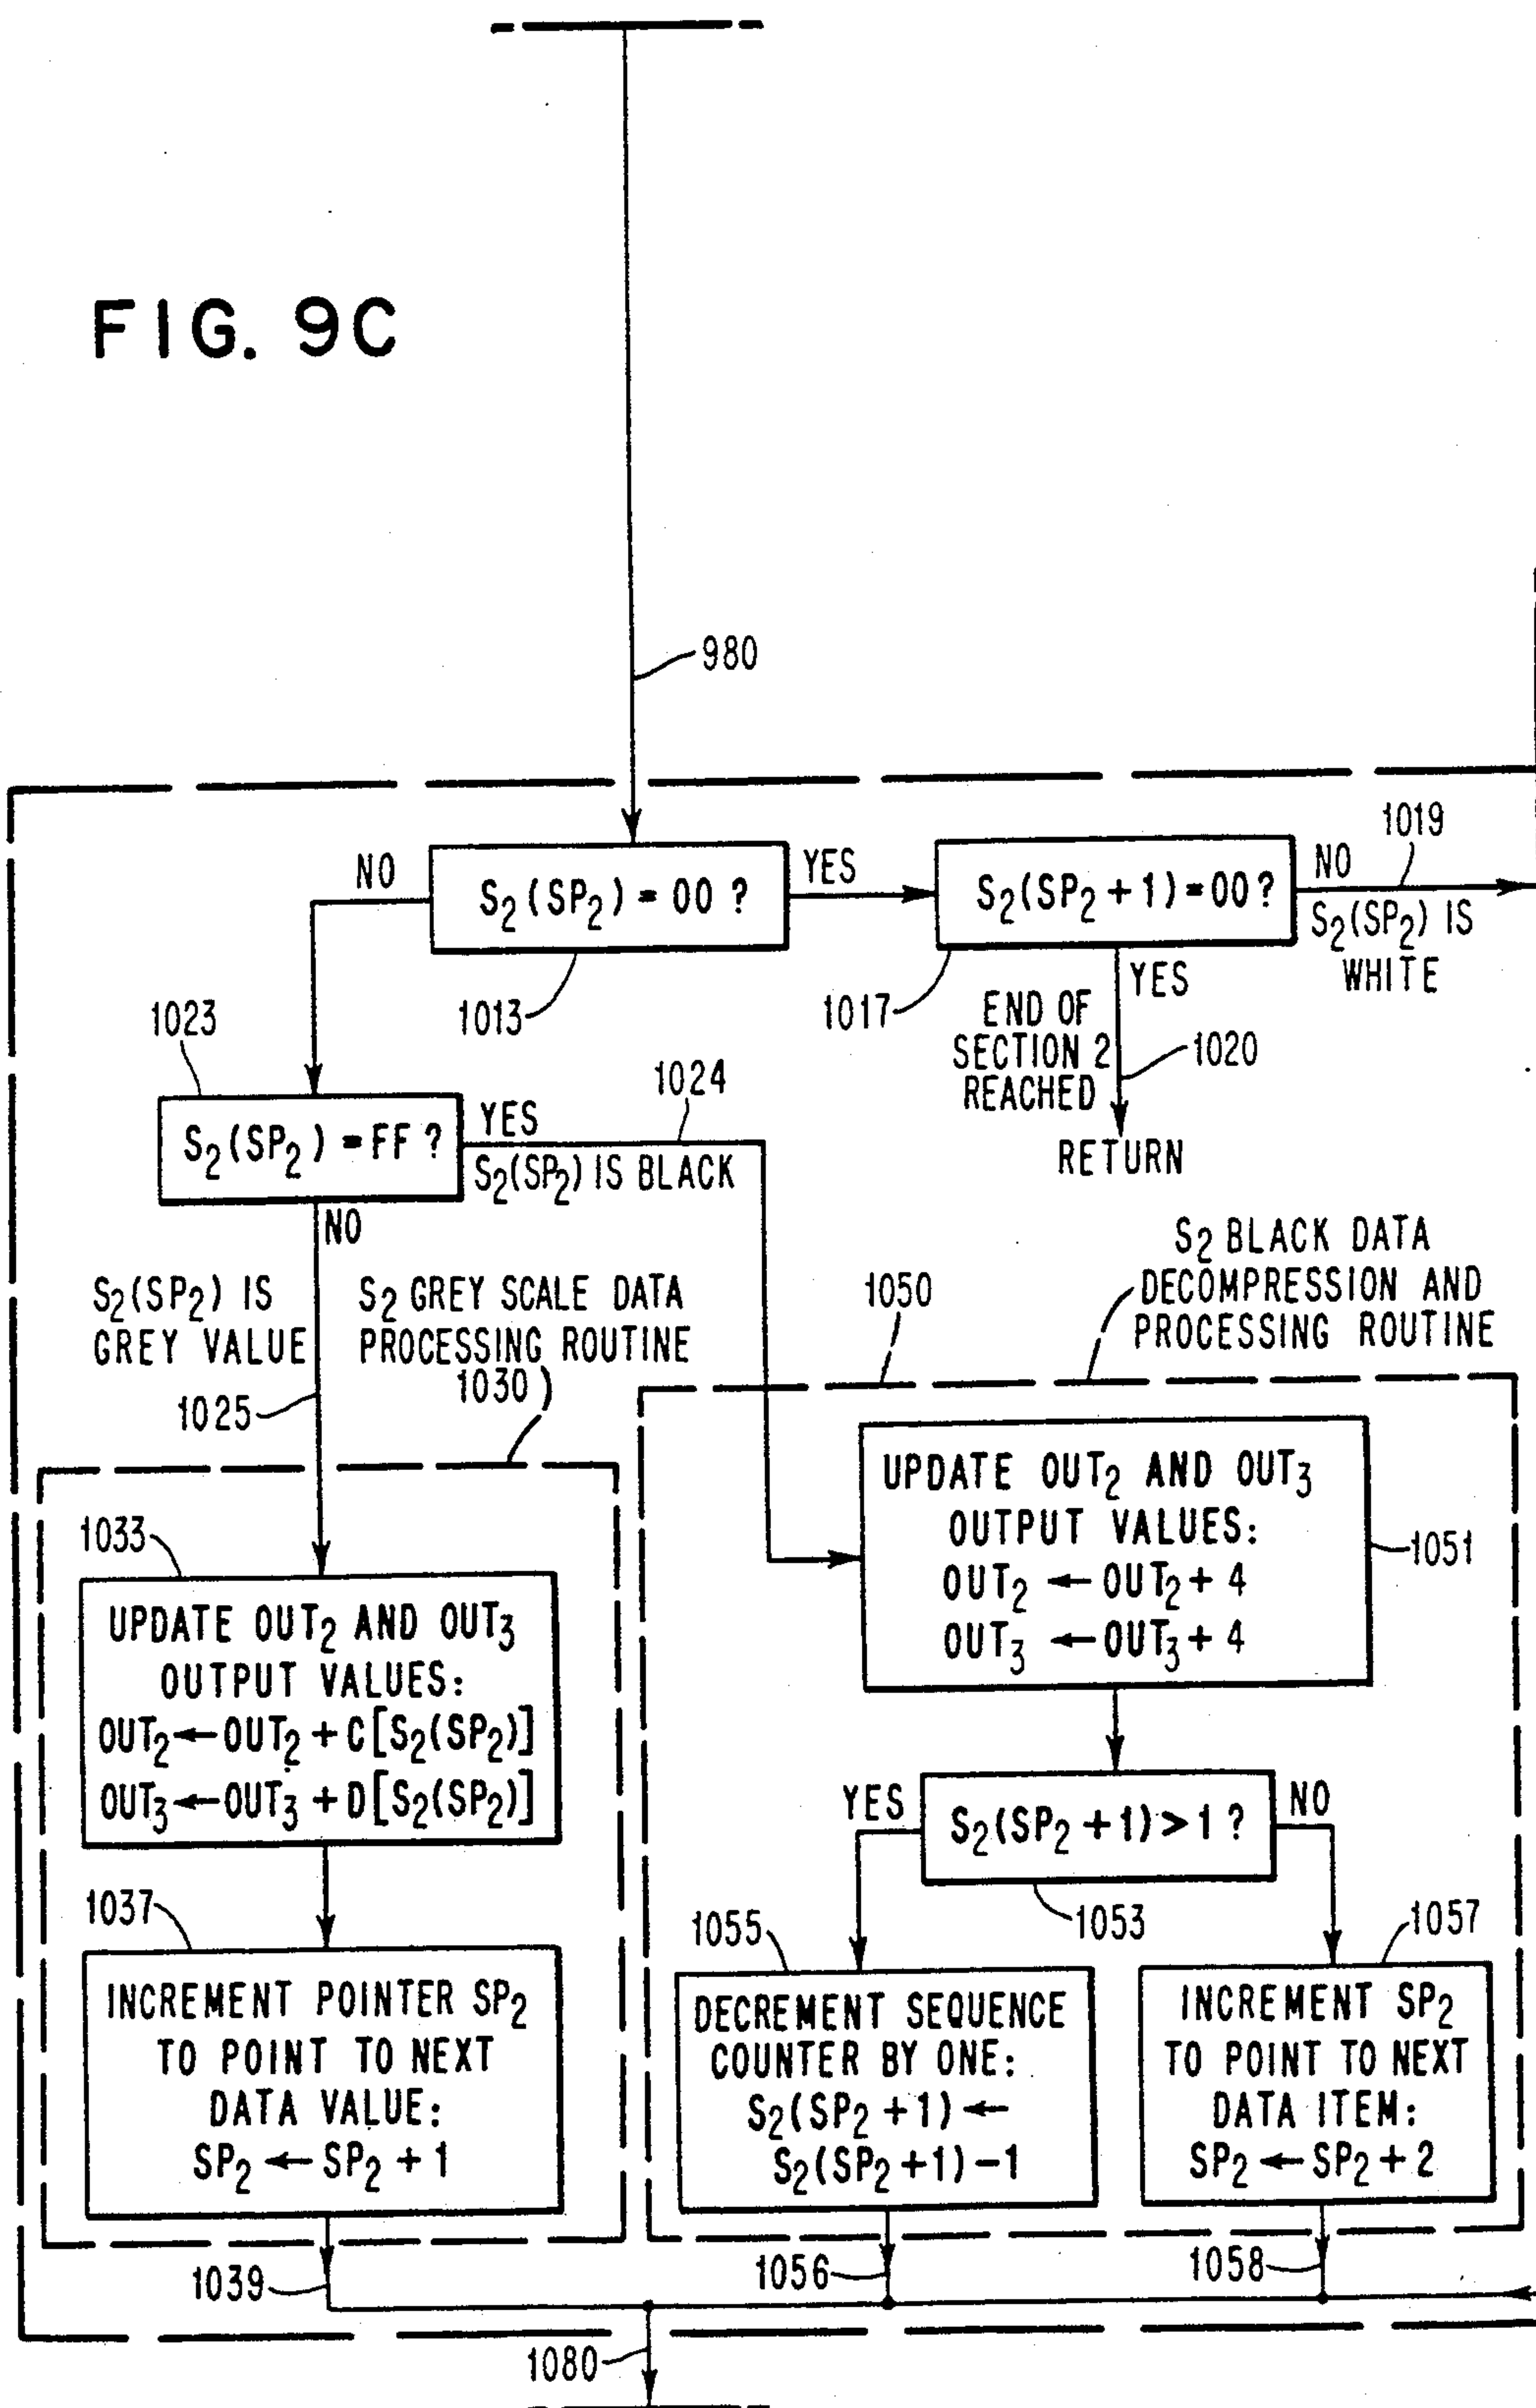 FIG. 9C
980
1019
NO
S2(SP2) = 00 ?
YES
S2(SP2 + 1) = 00 ?
NO
S2(SP2) IS
WHITE
1013
1017
YES
END OF
SECTION 2
REACHED
1020
RETURN
1023
1024
S2(SP2) = FF ?
YES
S2(SP2) IS BLACK
NO
S2(SP2) IS
GREY VALUE
1025
S2 GREY SCALE DATA
PROCESSING ROUTINE
1030
1050
S2 BLACK DATA
DECOMPRESSION AND
PROCESSING ROUTINE
1033
UPDATE OUT2 AND OUT3
OUTPUT VALUES:
OUT2 ← OUT2 + C[S2(SP2)]
OUT3 ← OUT3 + D[S2(SP2)]
1037
INCREMENT POINTER SP2
TO POINT TO NEXT
DATA VALUE:
SP2 ← SP2 + 1
1039
UPDATE OUT2 AND OUT3
OUTPUT VALUES:
OUT2 ← OUT2 + 4
OUT3 ← OUT3 + 4
1051
YES
S2(SP2 + 1) > 1 ?
NO
1053
1055
DECREMENT SEQUENCE
COUNTER BY ONE:
S2(SP2 + 1) ←
S2(SP2 + 1) - 1
1056
1057
INCREMENT SP2
TO POINT TO NEXT
DATA ITEM:
SP2 ← SP2 + 2
1058
1080